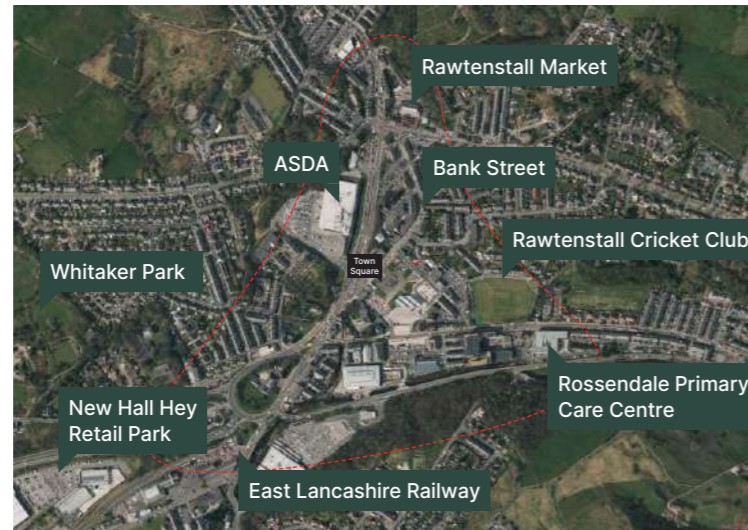 Rawtenstall Market
ASDA
Bank Street
Rawtenstall Cricket Club
Town
Square
Whitaker Park
Rossendale Primary
Care Centre
New Hall Hey
Retail Park
East Lancashire Railway